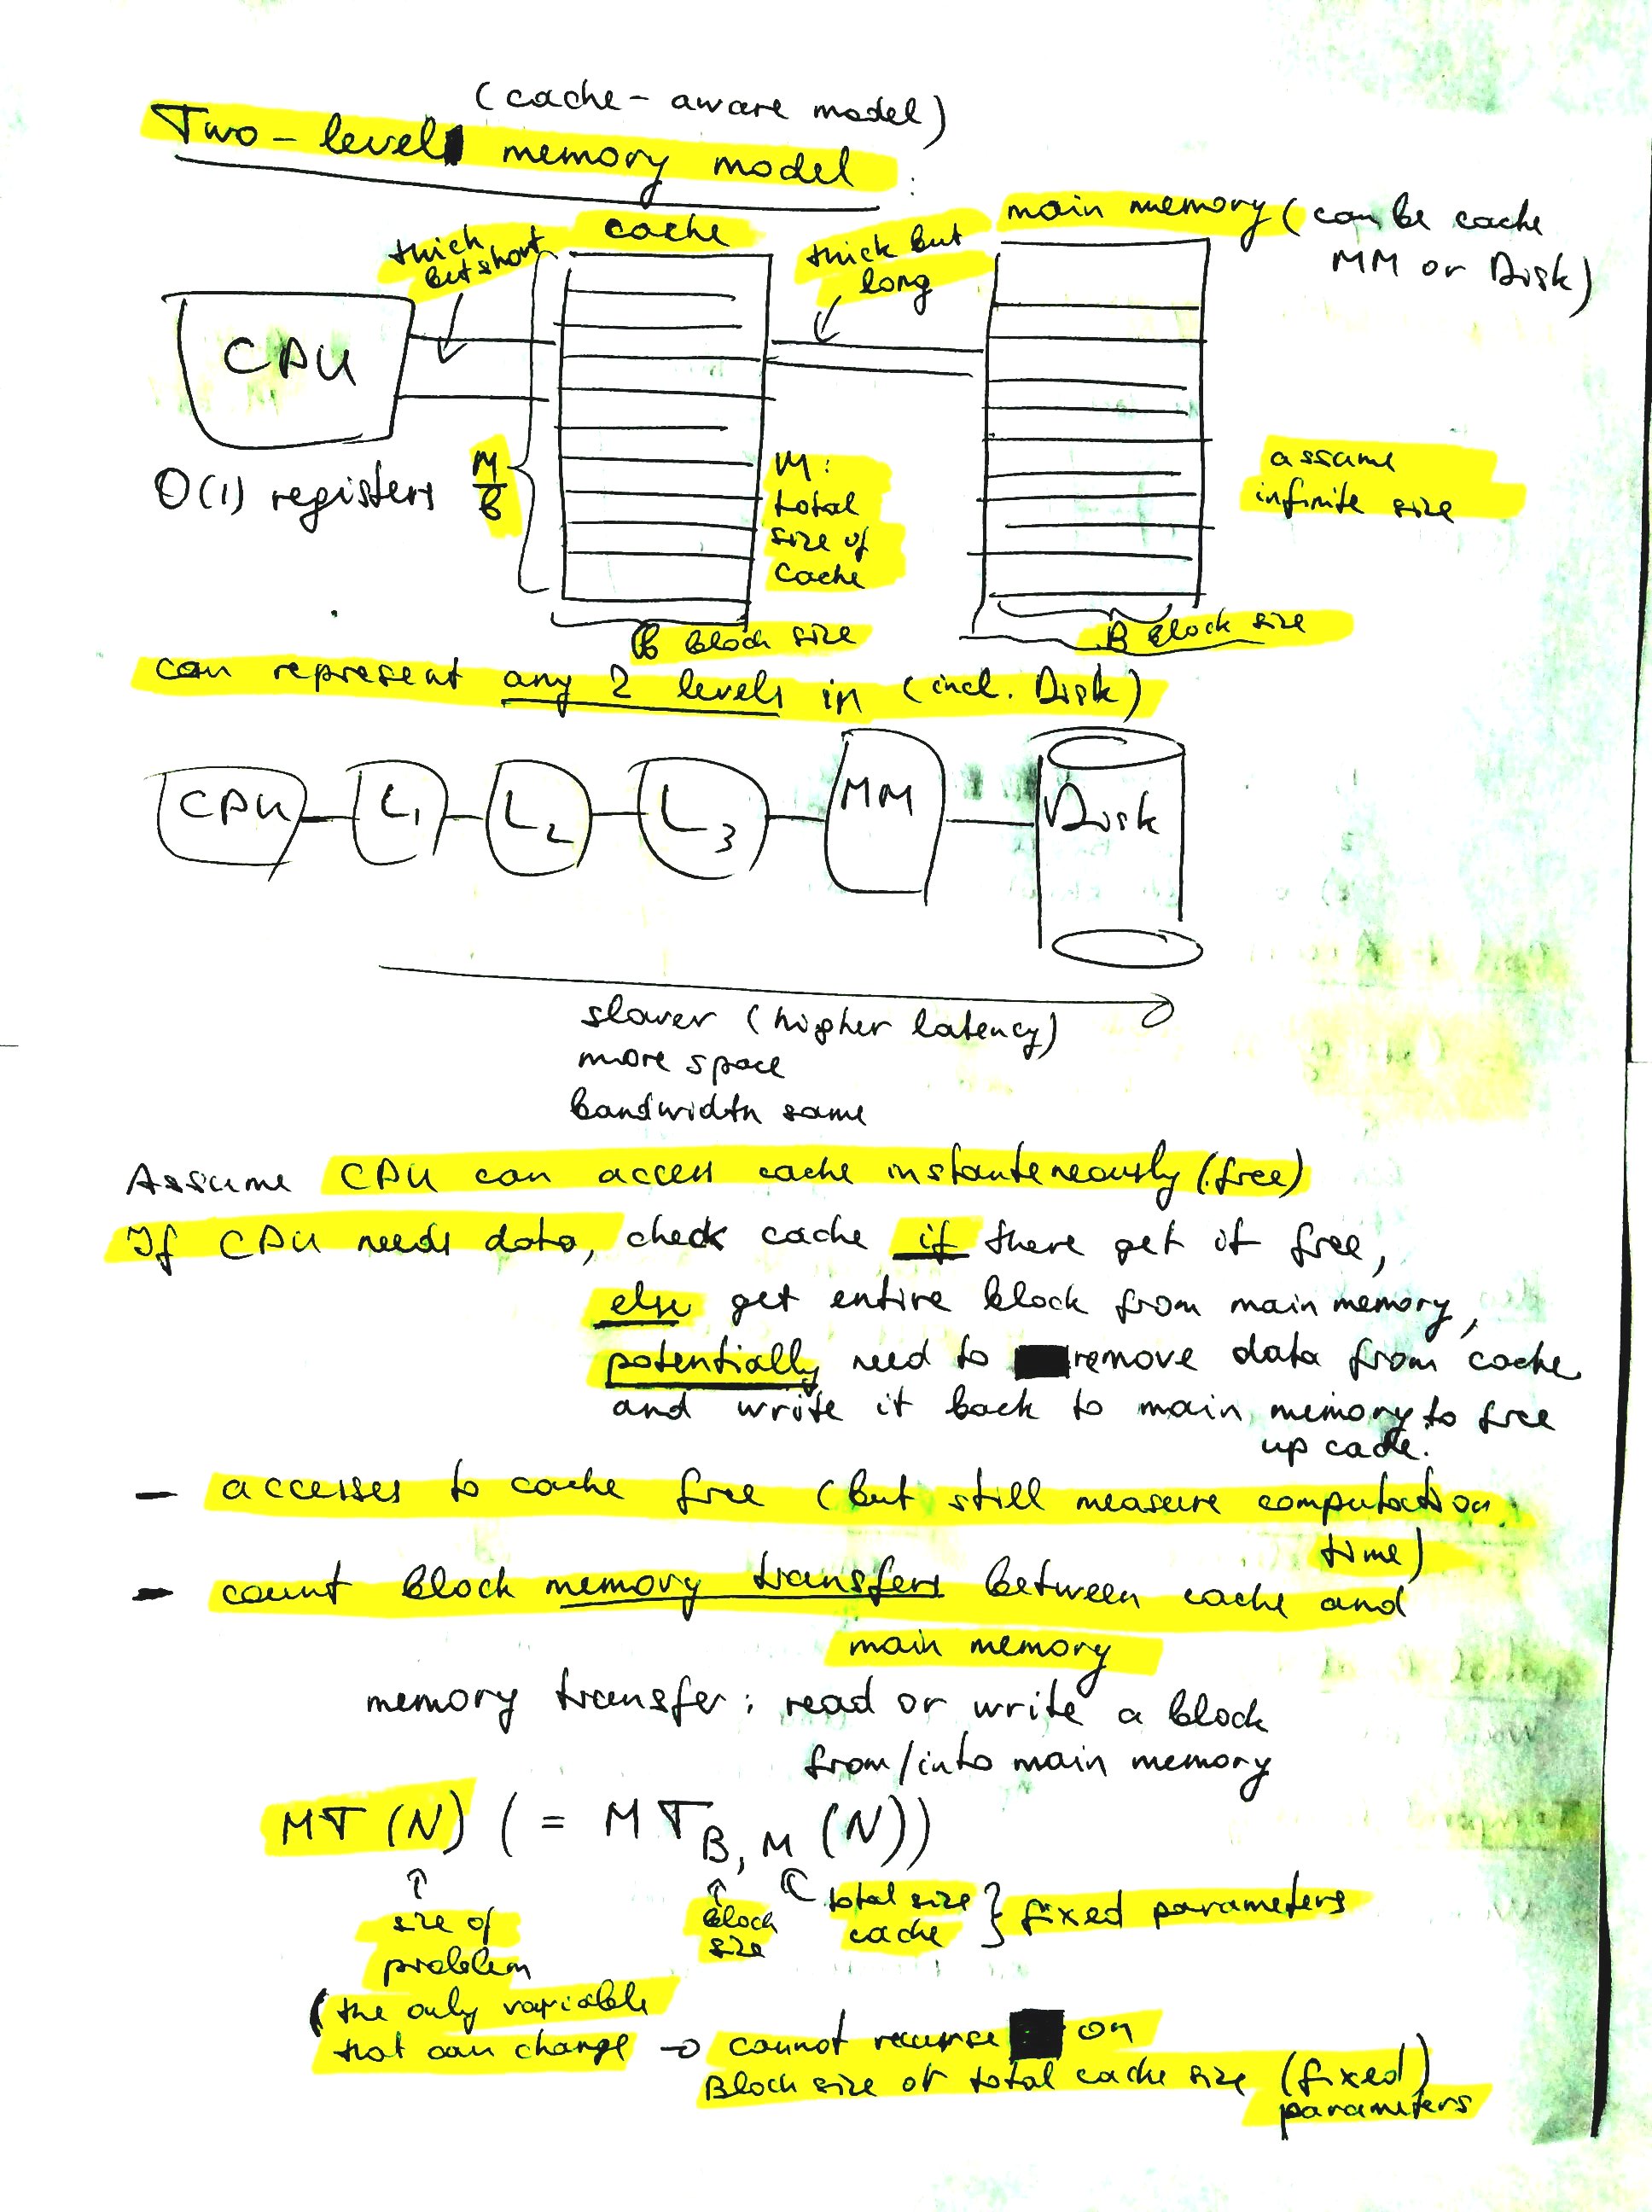 (cache-aware model)
Two-level memory model :
cache
main memory (can be cache
MM or Disk)
thick
but short
thick but
long
CPU
O(1) registers
M
B
M:
total
size of
cache
assume
infinite size
B block size
B block size
can represent any 2 levels in (incl. Disk)
CPU L1 L2 L3 MM Disk
slower (higher latency)
more space
bandwidth same
Assume CPU can access cache instanteneously (free)
If CPU needs data, check cache if there get it free,
else get entire block from main memory,
potentially need to remove data from cache
and write it back to main memory to free
up cache.
- accesses to cache free (but still measure computation
time)
- count block memory transfers between cache and
main memory
memory transfer: read or write a block
from/into main memory
MT (N) ( = MT B, M (N))
size of
problem
block
size
total size
cache
} fixed parameters
(the only variable
that can change → cannot recurse on
Block size or total cache size (fixed)
parameters